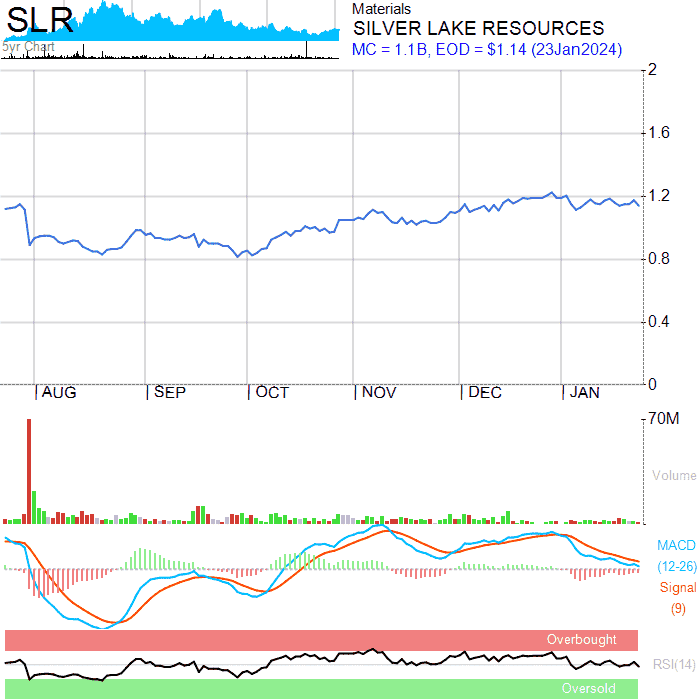 SLR
5yr Chart
Materials
SILVER LAKE RESOURCES
MC = 1.1B, EOD = $1.14 (23Jan2024)
2
1.6
1.2
0.8
0.4
0
AUG SEP OCT NOV DEC JAN
70M
Volume
MACD
(12-26)
Signal
(9)
Overbought
RSI(14)
Oversold